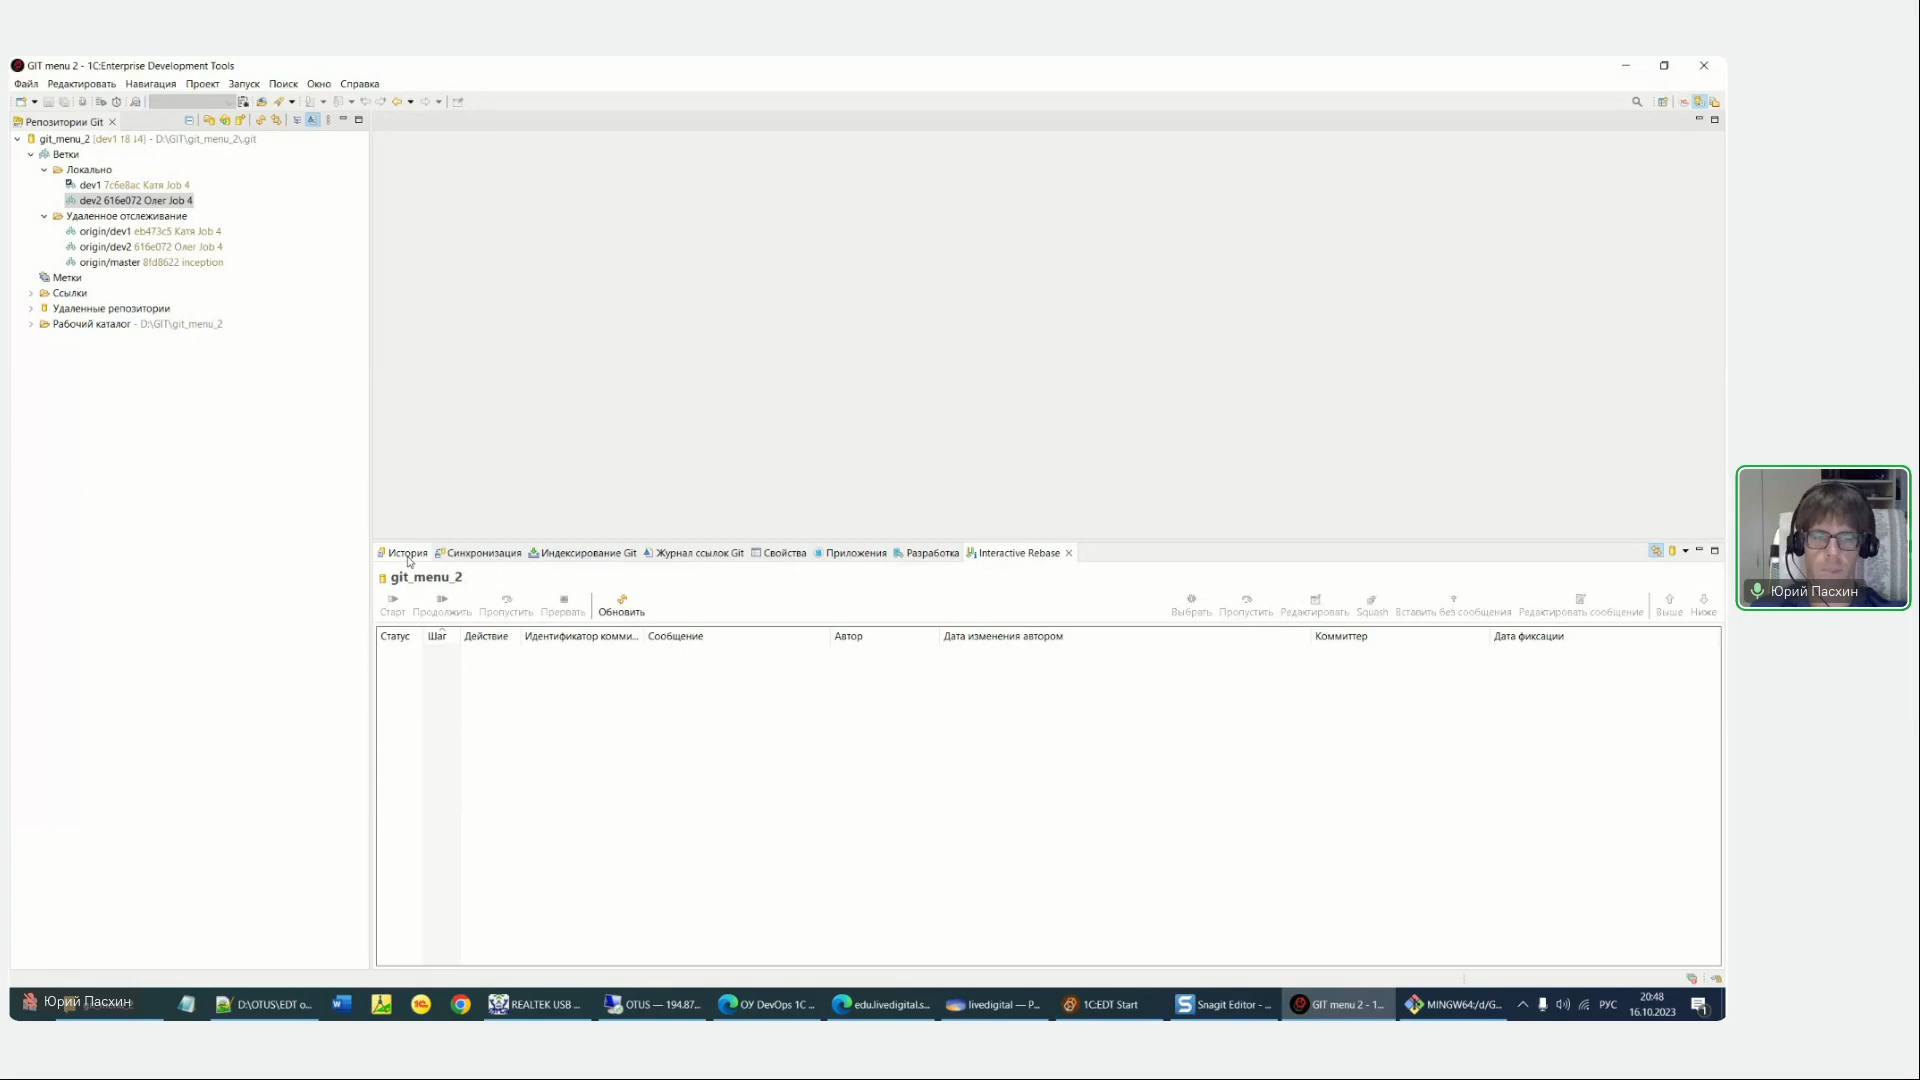 GIT menu 2 - 1C:Enterprise Development Tools
Файл Редактировать Навигация Проект Запуск Поиск Окно Справка
Репозитории Git
git_menu_2 [dev1 ↑8 ↓4] - D:\GIT\git_menu_2\.git
Ветки
Локально
dev1 7c6e8ac Катя Job 4
dev2 616e072 Олег Job 4
Удаленное отслеживание
origin/dev1 eb473c5 Катя Job 4
origin/dev2 616e072 Олег Job 4
origin/master 8fd8622 inception
Метки
Ссылки
Удаленные репозитории
Рабочий каталог - D:\GIT\git_menu_2
История Синхронизация Индексирование Git Журнал ссылок Git Свойства Приложения Разработка Interactive Rebase
git_menu_2
Старт Продолжить Пропустить Прервать Обновить Выбрать Пропустить Редактировать Squash Вставить без сообщения Редактировать сообщение Выше Ниже
Статус Шаг Действие Идентификатор комми... Сообщение Автор Дата изменения автором Коммиттер Дата фиксации
Юрий Пасхин
Юрий Пасхин D:\OTUS\EDT o... REALTEK USB ... OTUS — 194.87... ОУ DevOps 1C ... edu.livedigital.s... livedigital — P... 1C:EDT Start Snagit Editor - ... GIT menu 2 - 1... MINGW64:/d/G... РУС 20:48
16.10.2023